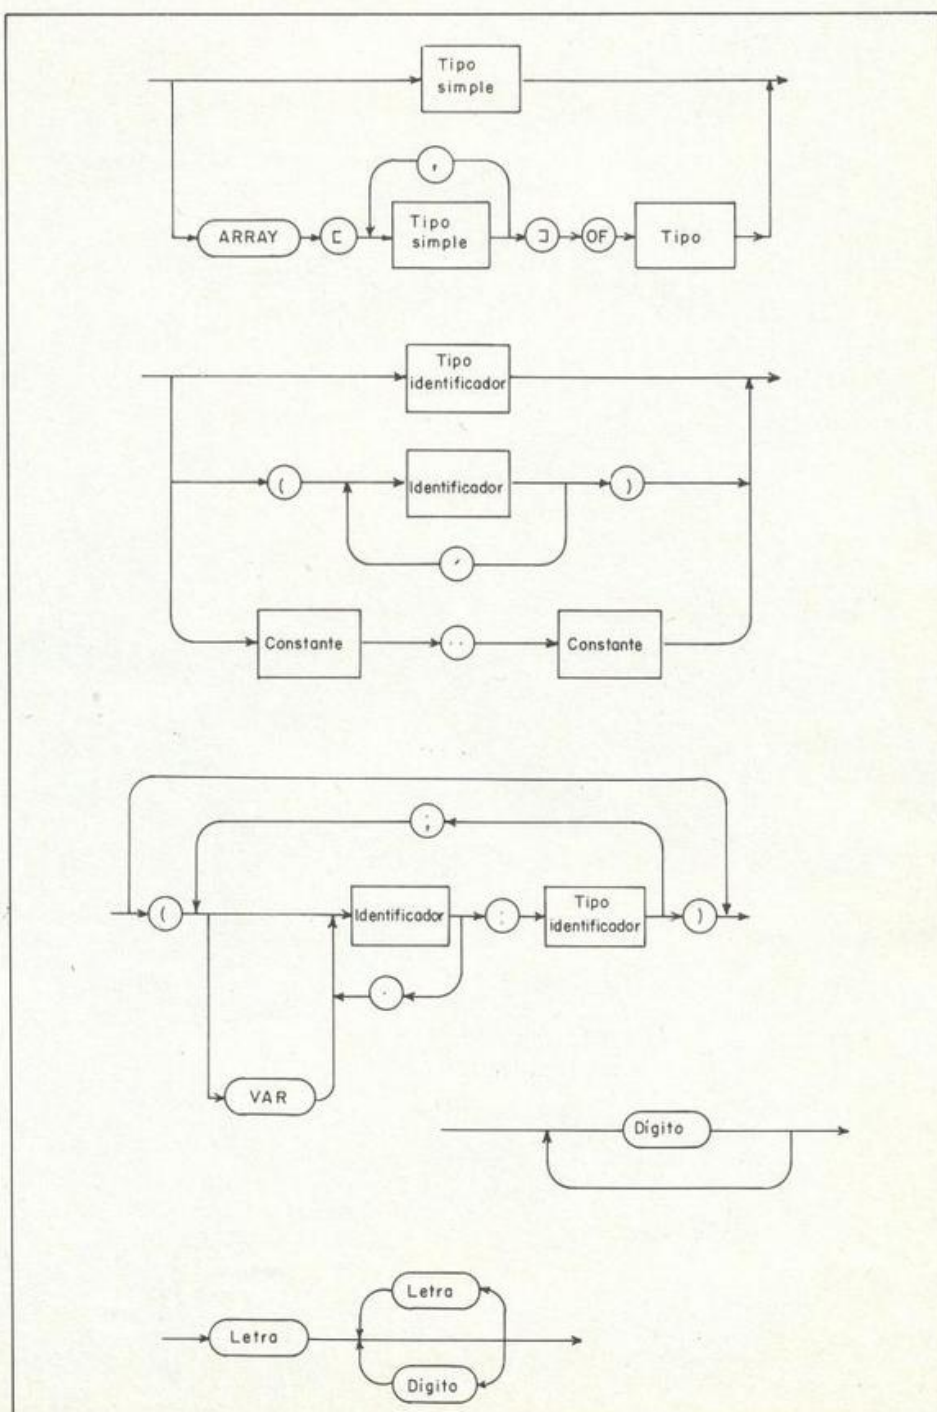 Tipo
simple
,
ARRAY [ Tipo
simple ] OF Tipo
Tipo
identificador
( Identificador )
,
Constante .. Constante
;
( Identificador : Tipo
identificador )
.
VAR
Dígito
Letra
Letra
Dígito